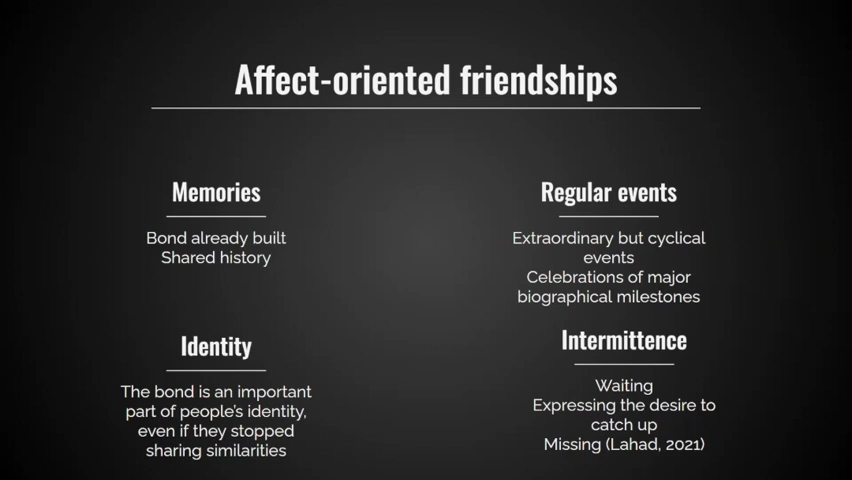 Affect-oriented friendships
Memories
Bond already built
Shared history
Regular events
Extraordinary but cyclical
events
Celebrations of major
biographical milestones
Identity
The bond is an important
part of people's identity,
even if they stopped
sharing similarities
Intermittence
Waiting
Expressing the desire to
catch up
Missing (Lahad, 2021)